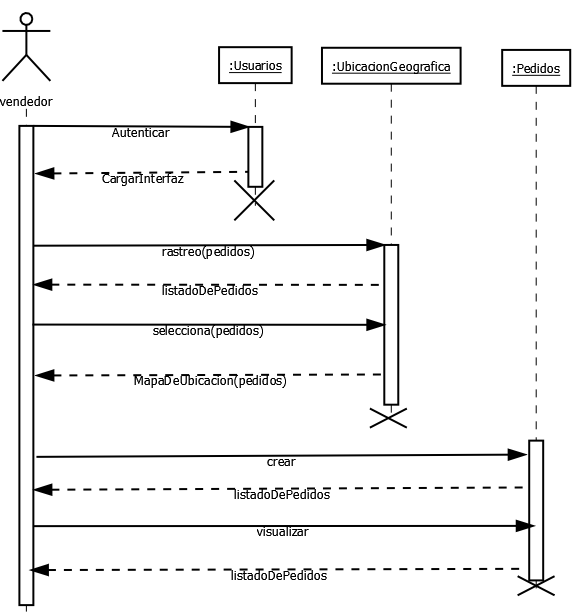 :Usuarios
:UbicacionGeografica
:Pedidos
vendedor
Autenticar
CargarInterfaz
rastreo(pedidos)
listadoDePedidos
selecciona(pedidos)
MapaDeUbicacion(pedidos)
crear
listadoDePedidos
visualizar
listadoDePedidos